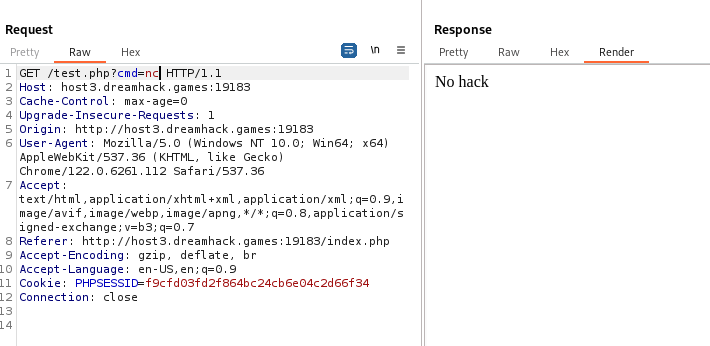 Request
Response
Pretty Raw Hex
\n
Pretty Raw Hex Render
1 GET /test.php?cmd=nc HTTP/1.1
2 Host: host3.dreamhack.games:19183
3 Cache-Control: max-age=0
4 Upgrade-Insecure-Requests: 1
5 Origin: http://host3.dreamhack.games:19183
6 User-Agent: Mozilla/5.0 (Windows NT 10.0; Win64; x64)
AppleWebKit/537.36 (KHTML, like Gecko)
Chrome/122.0.6261.112 Safari/537.36
7 Accept:
text/html,application/xhtml+xml,application/xml;q=0.9,i
mage/avif,image/webp,image/apng,*/*;q=0.8,application/s
igned-exchange;v=b3;q=0.7
8 Referer: http://host3.dreamhack.games:19183/index.php
9 Accept-Encoding: gzip, deflate, br
10 Accept-Language: en-US,en;q=0.9
11 Cookie: PHPSESSID=f9cfd03fd2f864bc24cb6e04c2d66f34
12 Connection: close
13
14
No hack